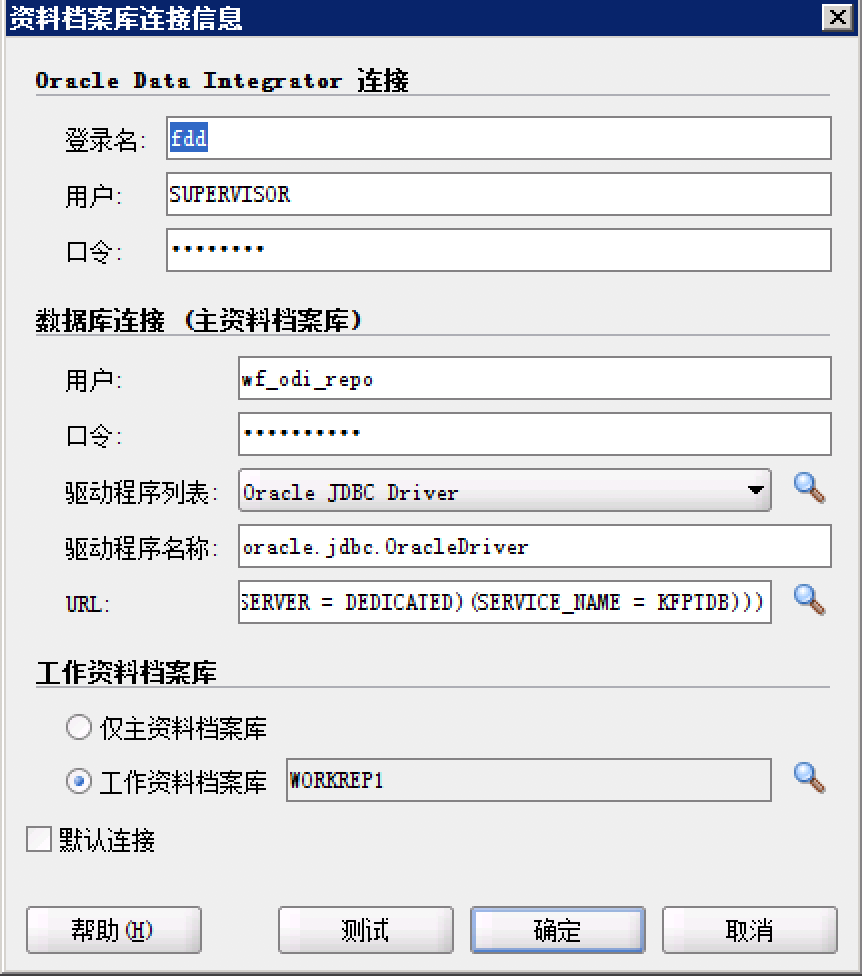 资料档案库连接信息
Oracle Data Integrator 连接
登录名: fdd
用户: SUPERVISOR
口令: ••••••••
数据库连接 (主资料档案库)
用户: wf_odi_repo
口令: ••••••••••
驱动程序列表: Oracle JDBC Driver
驱动程序名称: oracle.jdbc.OracleDriver
URL: SERVER = DEDICATED)(SERVICE_NAME = KFPTDB)))
工作资料档案库
仅主资料档案库
工作资料档案库 WORKREP1
默认连接
帮助(H) 测试 确定 取消